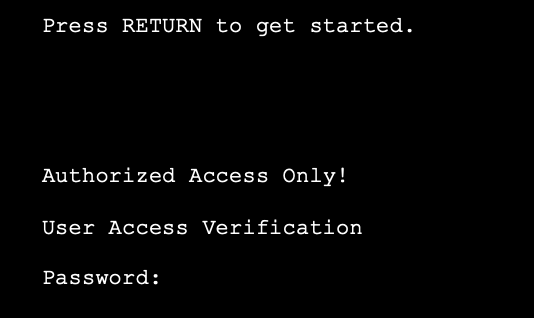 Press RETURN to get started.
Authorized Access Only!
User Access Verification
Password: